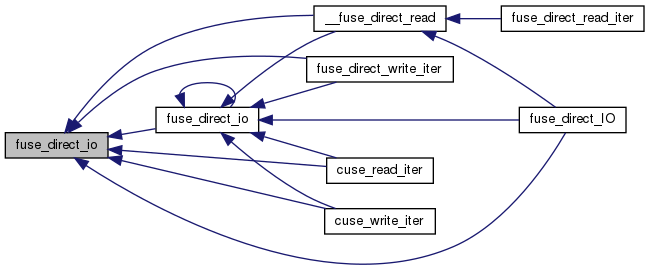 __fuse_direct_read
fuse_direct_read_iter
fuse_direct_write_iter
fuse_direct_io
fuse_direct_IO
fuse_direct_io
cuse_read_iter
cuse_write_iter